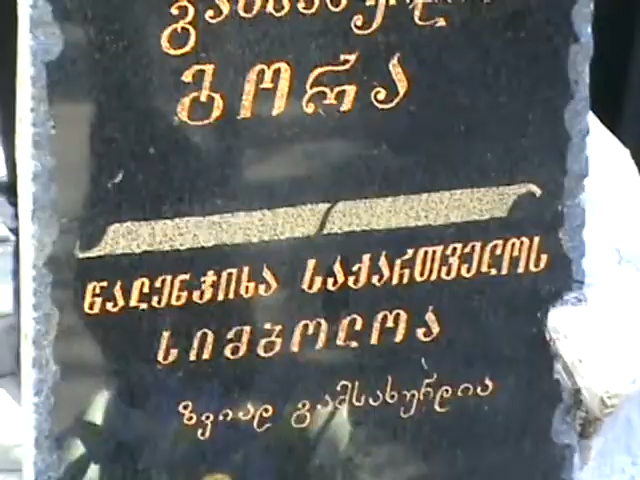 გორა
წალენჯიხა საქართველოს
სიმბოლოა
ზვიად გამსახურდია